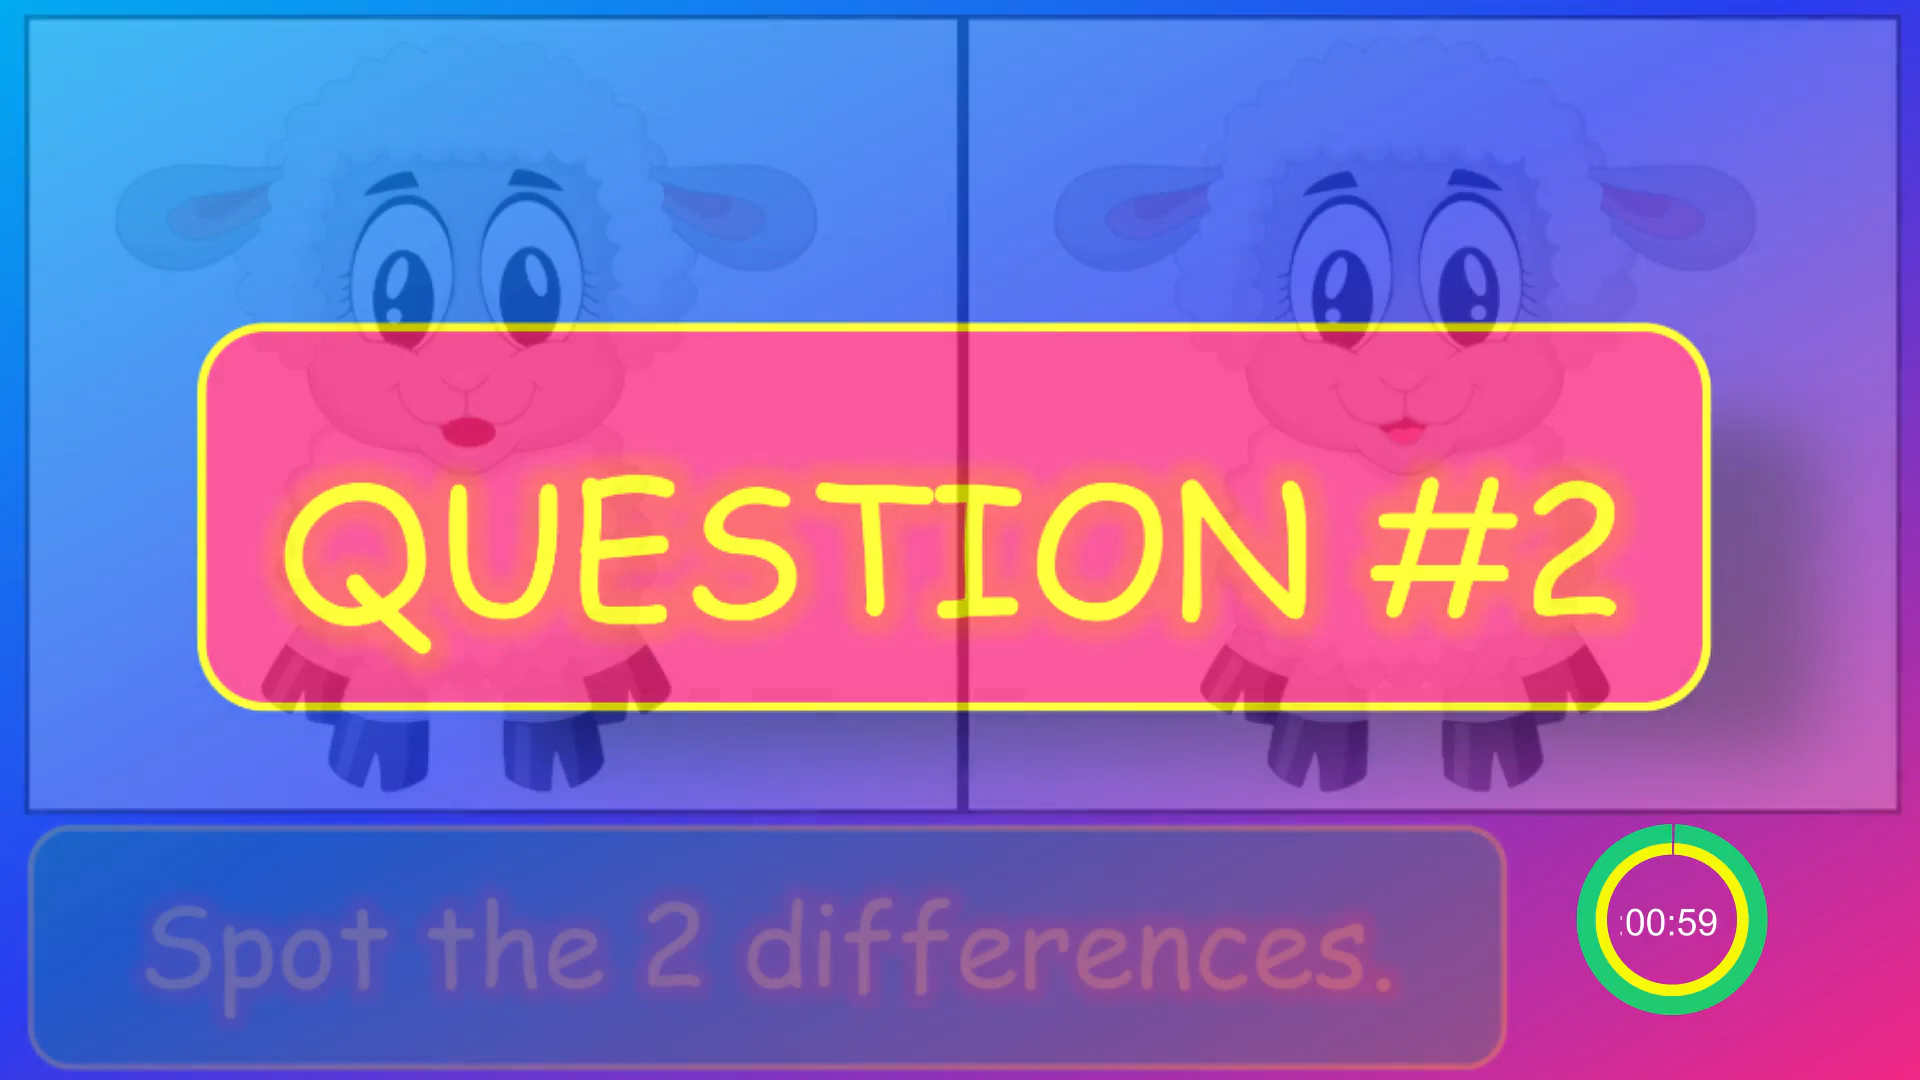 QUESTION #2
Spot the 2 differences.
:00:59